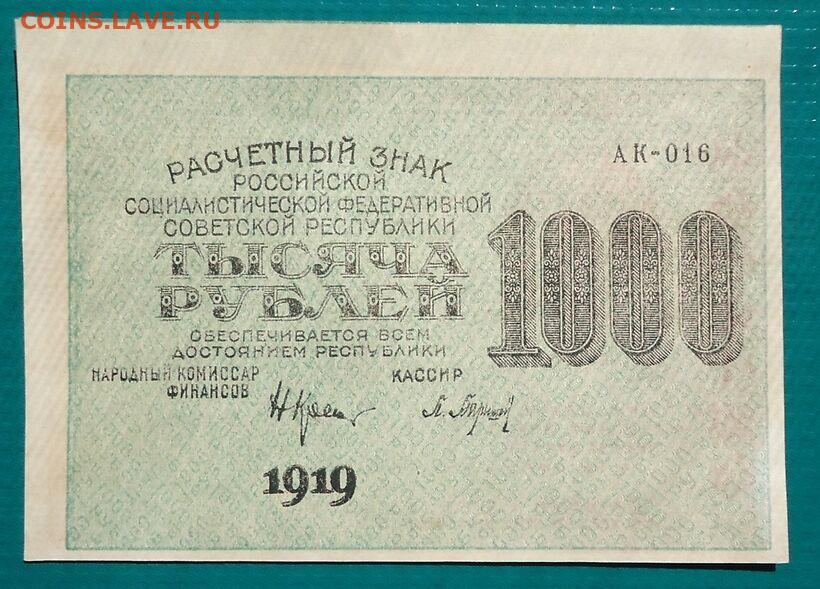 COINS.LAVE.RU
РАСЧЕТНЫЙ ЗНАК
АК-016
РОССИЙСКОЙ
СОЦИАЛИСТИЧЕСКОЙ ФЕДЕРАТИВНОЙ
СОВЕТСКОЙ РЕСПУБЛИКИ
ТЫСЯЧА
РУБЛЕЙ
1000
ОБЕСПЕЧИВАЕТСЯ ВСЕМ
ДОСТОЯНИЕМ РЕСПУБЛИКИ
НАРОДНЫЙ КОМИССАР
ФИНАНСОВ
КАССИР
1919